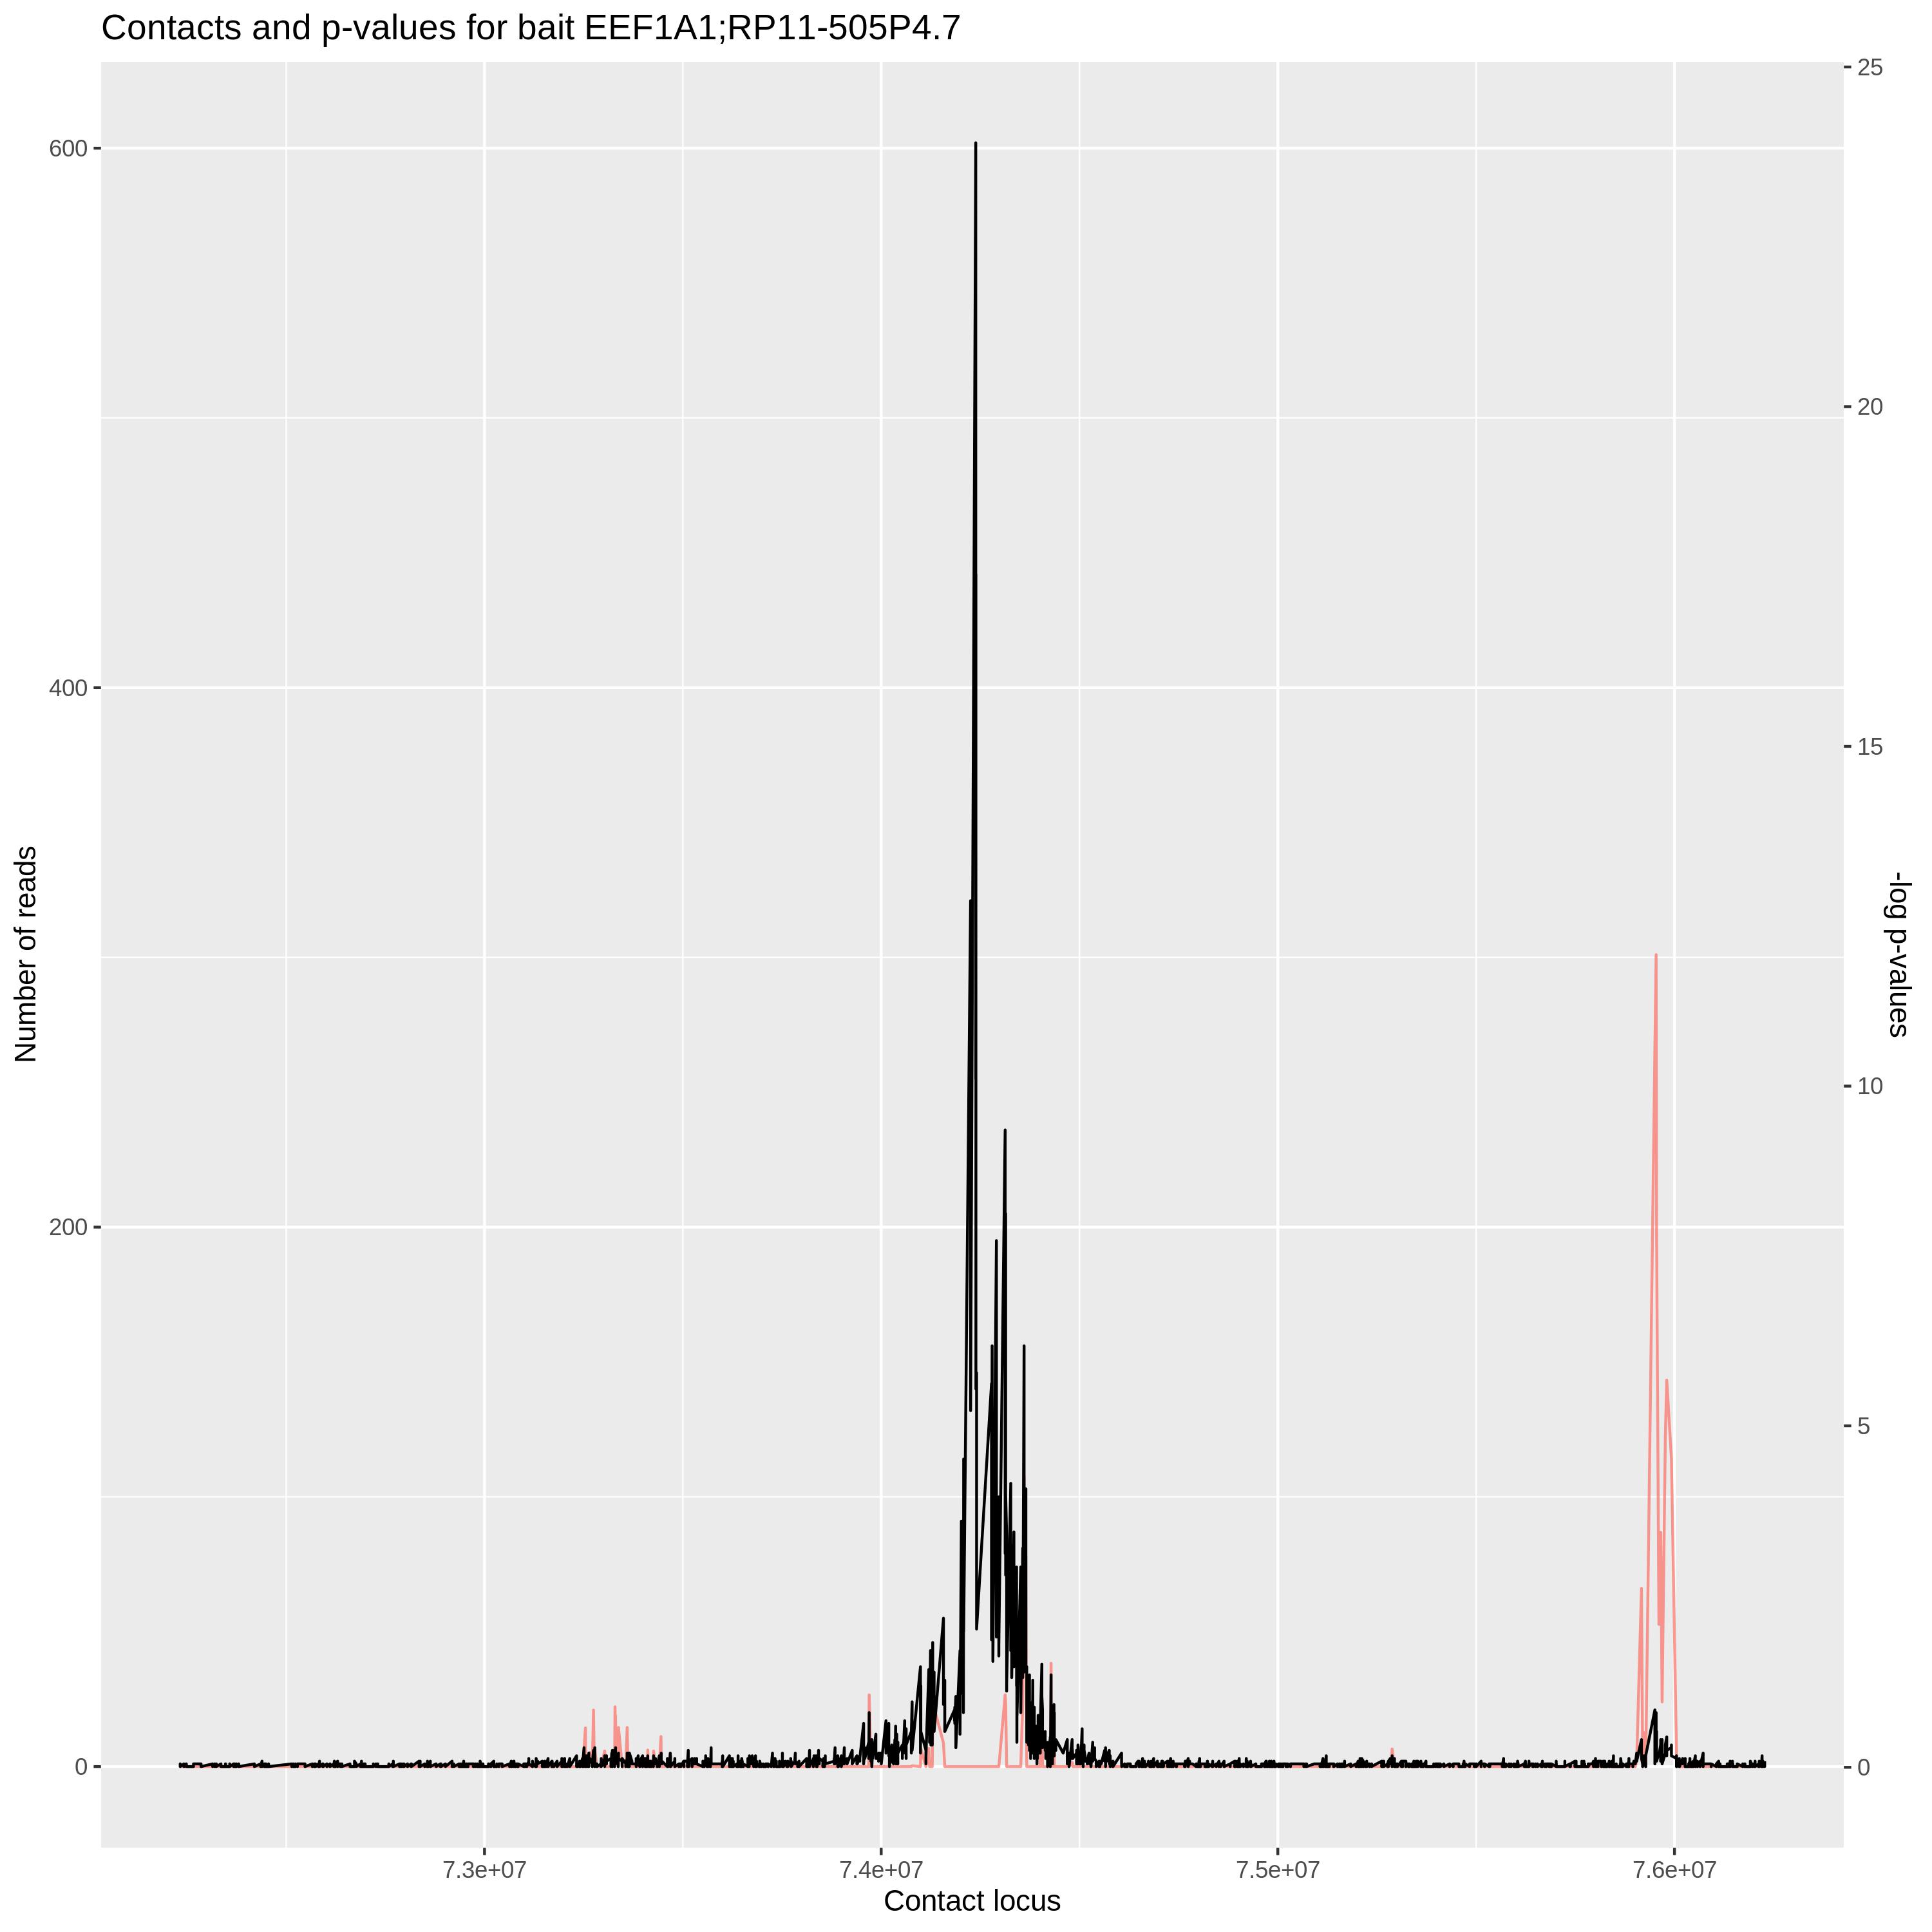 Contacts and p-values for bait EEF1A1;RP11-505P4.7
600
400
200
0
Number of reads
25
20
15
10
5
0
-log p-values
7.3e+07 7.4e+07 7.5e+07 7.6e+07
Contact locus